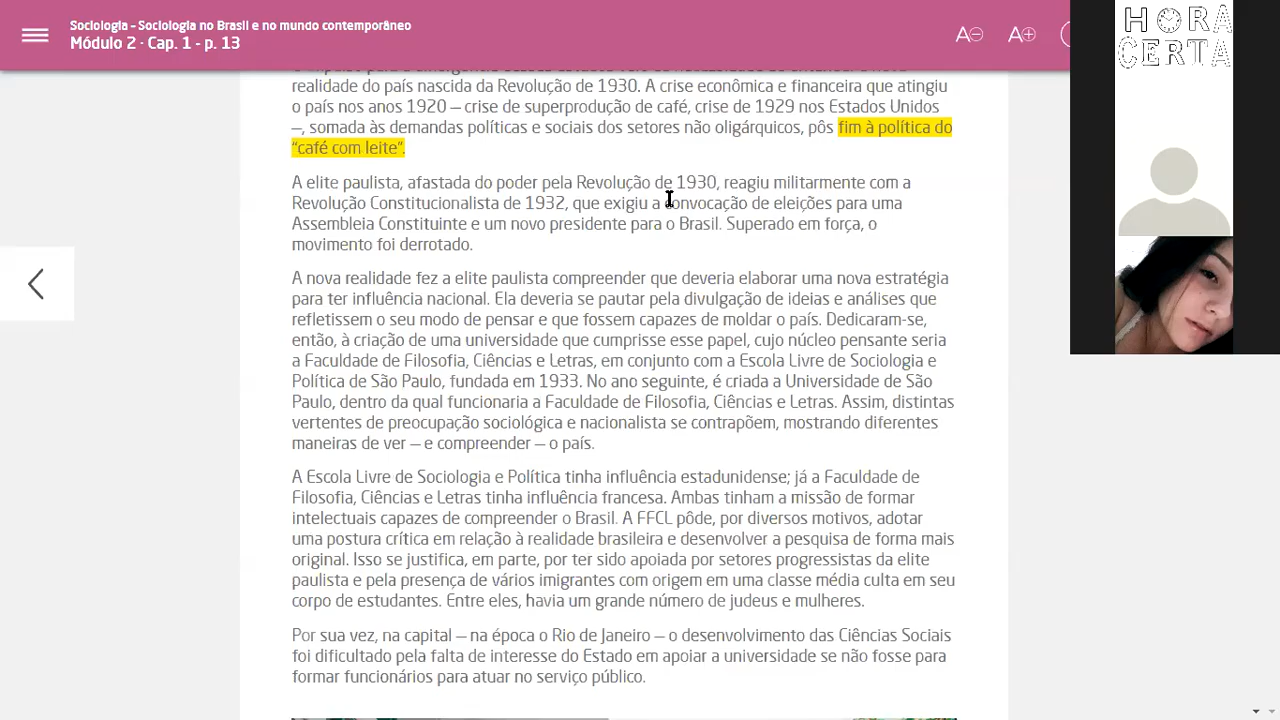 Sociologia – Sociologia no Brasil e no mundo contemporâneo
Módulo 2 · Cap. 1 - p. 13
A⊖ A⊕
HORA
CERTA
realidade do país nascida da Revolução de 1930. A crise econômica e financeira que atingiu
o país nos anos 1920 — crise de superprodução de café, crise de 1929 nos Estados Unidos
—, somada às demandas políticas e sociais dos setores não oligárquicos, pôs fim à política do
“café com leite”.
A elite paulista, afastada do poder pela Revolução de 1930, reagiu militarmente com a
Revolução Constitucionalista de 1932, que exigiu a convocação de eleições para uma
Assembleia Constituinte e um novo presidente para o Brasil. Superado em força, o
movimento foi derrotado.
A nova realidade fez a elite paulista compreender que deveria elaborar uma nova estratégia
para ter influência nacional. Ela deveria se pautar pela divulgação de ideias e análises que
refletissem o seu modo de pensar e que fossem capazes de moldar o país. Dedicaram-se,
então, à criação de uma universidade que cumprisse esse papel, cujo núcleo pensante seria
a Faculdade de Filosofia, Ciências e Letras, em conjunto com a Escola Livre de Sociologia e
Política de São Paulo, fundada em 1933. No ano seguinte, é criada a Universidade de São
Paulo, dentro da qual funcionaria a Faculdade de Filosofia, Ciências e Letras. Assim, distintas
vertentes de preocupação sociológica e nacionalista se contrapõem, mostrando diferentes
maneiras de ver — e compreender — o país.
A Escola Livre de Sociologia e Política tinha influência estadunidense; já a Faculdade de
Filosofia, Ciências e Letras tinha influência francesa. Ambas tinham a missão de formar
intelectuais capazes de compreender o Brasil. A FFCL pôde, por diversos motivos, adotar
uma postura crítica em relação à realidade brasileira e desenvolver a pesquisa de forma mais
original. Isso se justifica, em parte, por ter sido apoiada por setores progressistas da elite
paulista e pela presença de vários imigrantes com origem em uma classe média culta em seu
corpo de estudantes. Entre eles, havia um grande número de judeus e mulheres.
Por sua vez, na capital — na época o Rio de Janeiro — o desenvolvimento das Ciências Sociais
foi dificultado pela falta de interesse do Estado em apoiar a universidade se não fosse para
formar funcionários para atuar no serviço público.